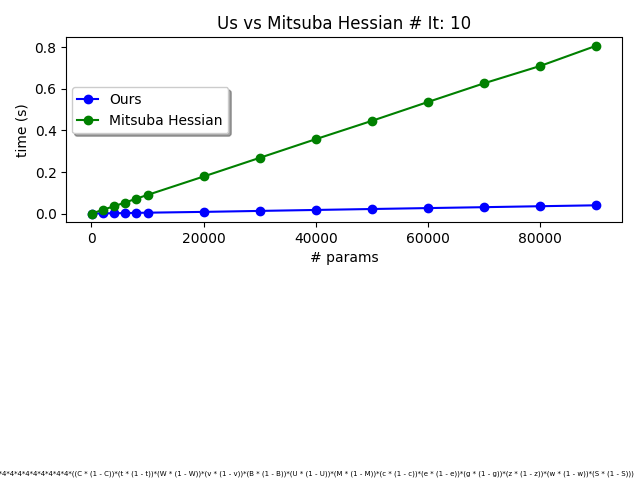 Us vs Mitsuba Hessian # It: 10
0.8
0.6
0.4
0.2
0.0
time (s)
Ours
Mitsuba Hessian
0 20000 40000 60000 80000
# params
*4*4*4*4*4*4*4*4*4*((C * (1 - C))*(t * (1 - t))*(W * (1 - W))*(v * (1 - v))*(B * (1 - B))*(U * (1 - U))*(M * (1 - M))*(c * (1 - c))*(e * (1 - e))*(g * (1 - g))*(z * (1 - z))*(w * (1 - w))*(S * (1 - S)))